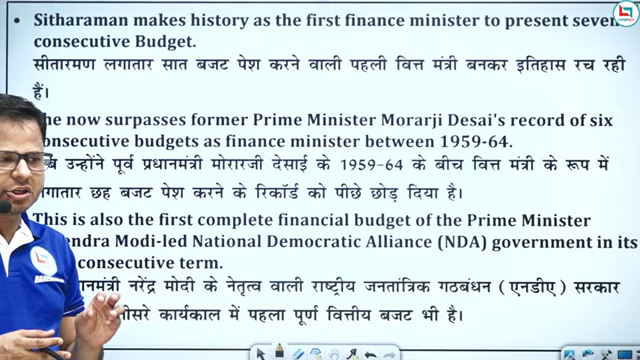 Sitharaman makes history as the first finance minister to present seven
consecutive Budget.
सीतारमण लगातार सात बजट पेश करने वाली पहली वित्त मंत्री बनकर इतिहास रच रही
हैं।
he now surpasses former Prime Minister Morarji Desai's record of six
onsecutive budgets as finance minister between 1959-64.
उन्होंने पूर्व प्रधानमंत्री मोरारजी देसाई के 1959-64 के बीच वित्त मंत्री के रूप में
गातार छह बजट पेश करने के रिकॉर्ड को पीछे छोड़ दिया है।
This is also the first complete financial budget of the Prime Minister
endra Modi-led National Democratic Alliance (NDA) government in its
consecutive term.
नमंत्री नरेंद्र मोदी के नेतृत्व वाली राष्ट्रीय जनतांत्रिक गठबंधन (एनडीए) सरकार
ीसरे कार्यकाल में पहला पूर्ण वित्तीय बजट भी है।